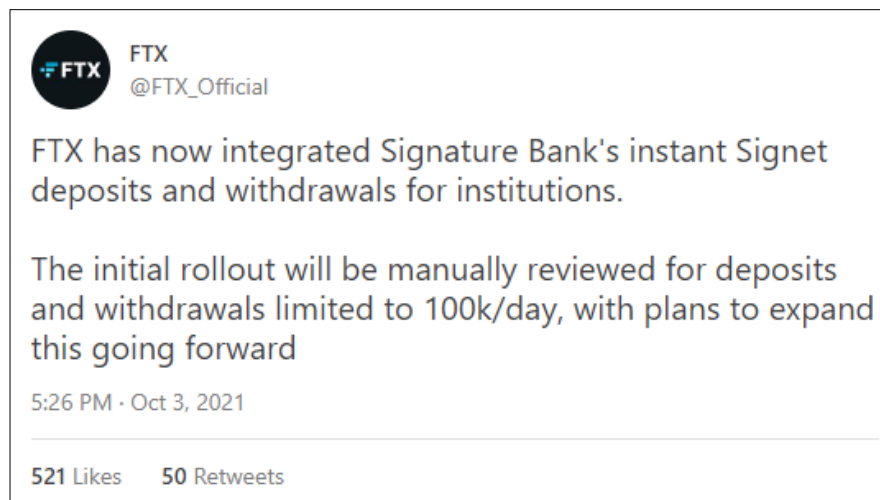 FTX
FTX
@FTX_Official
FTX has now integrated Signature Bank's instant Signet
deposits and withdrawals for institutions.
The initial rollout will be manually reviewed for deposits
and withdrawals limited to 100k/day, with plans to expand
this going forward
5:26 PM · Oct 3, 2021
521 Likes 50 Retweets